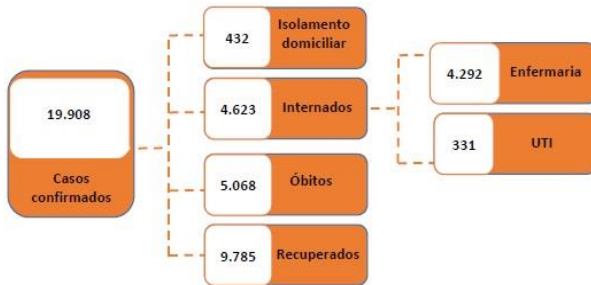 19.908
Casos
confirmados
432
Isolamento
domiciliar
4.623
Internados
5.068
Óbitos
9.785
Recuperados
4.292
Enfermaria
331
UTI